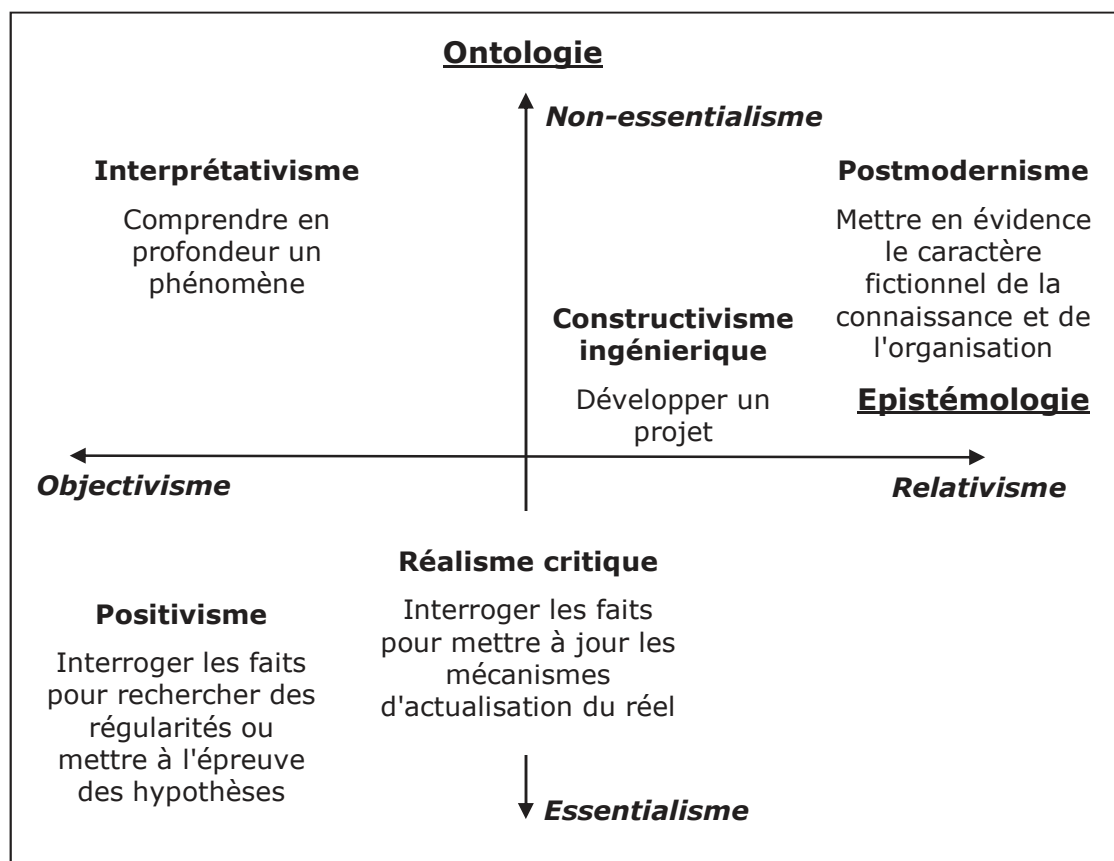 Ontologie
Non-essentialisme
Interprétativisme
Comprendre en
profondeur un
phénomène
Postmodernisme
Mettre en évidence
le caractère
fictionnel de la
connaissance et de
l'organisation
Constructivisme
ingénierique
Développer un
projet
Epistémologie
Objectivisme
Relativisme
Réalisme critique
Interroger les faits
pour mettre à jour les
mécanismes
d'actualisation du réel
Positivisme
Interroger les faits
pour rechercher des
régularités ou
mettre à l'épreuve
des hypothèses
Essentialisme